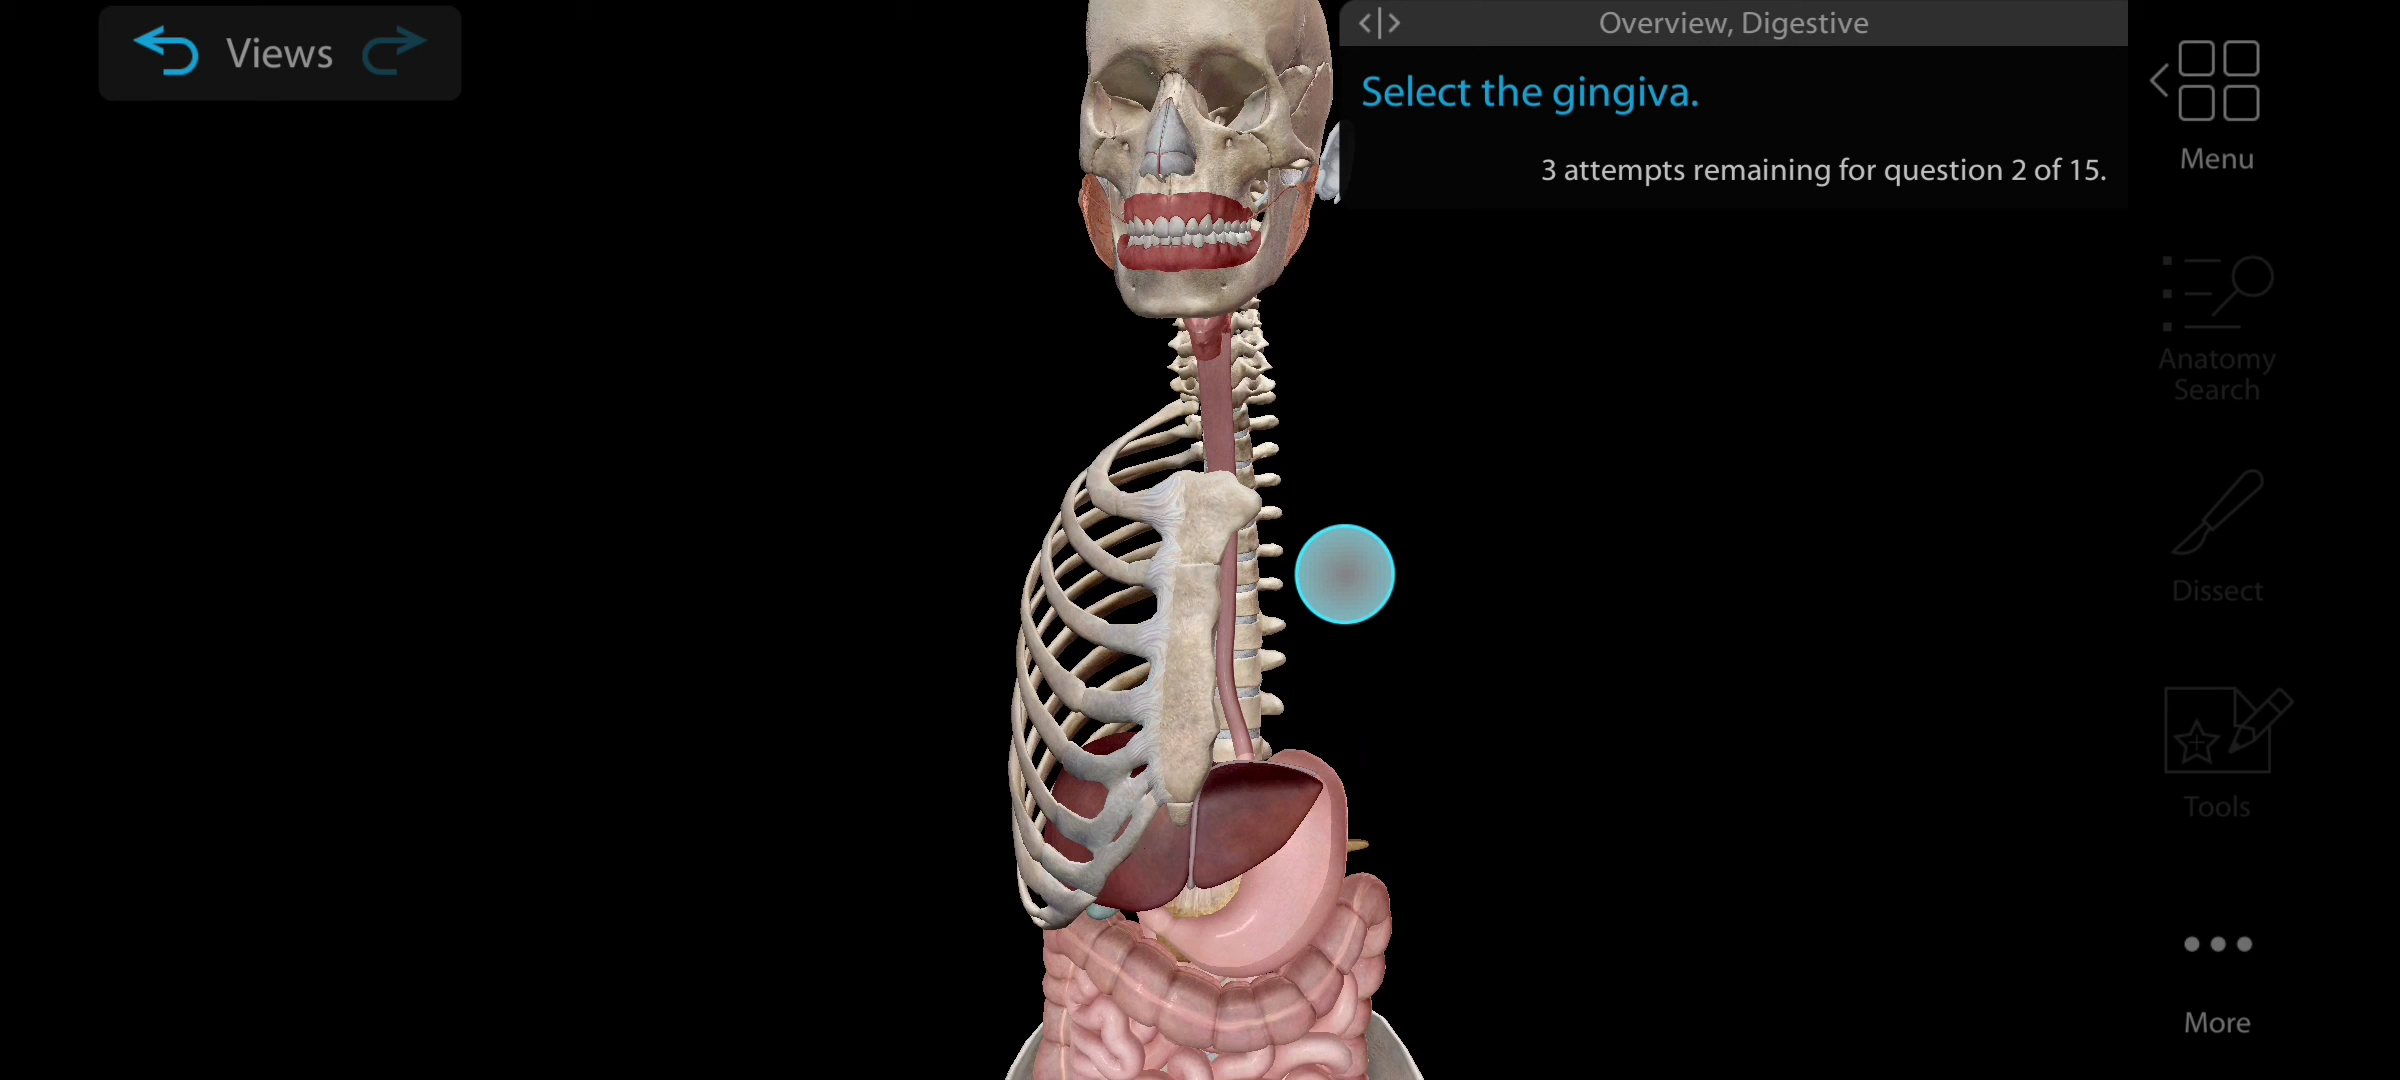 Views
Overview, Digestive
Select the gingiva.
3 attempts remaining for question 2 of 15.
Menu
Anatomy
Search
Dissect
Tools
More